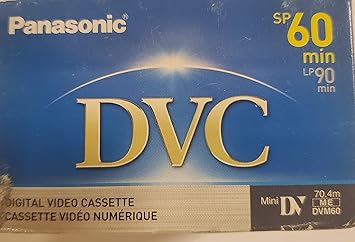 Panasonic
SP 60 min
LP 90 min
DVC
DIGITAL VIDEO CASSETTE
CASSETTE VIDÉO NUMÉRIQUE
Mini DV
70.4m
ME
DVM60